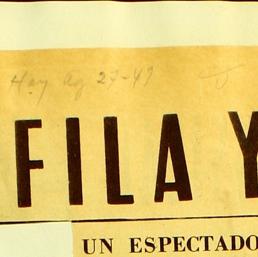 Hoy Ag 27-49
FILA Y
UN ESPECTADO